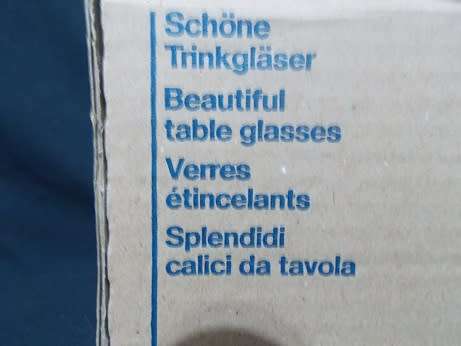 Schöne
Trinkgläser
Beautiful
table glasses
Verres
étincelants
Splendidi
calici da tavola